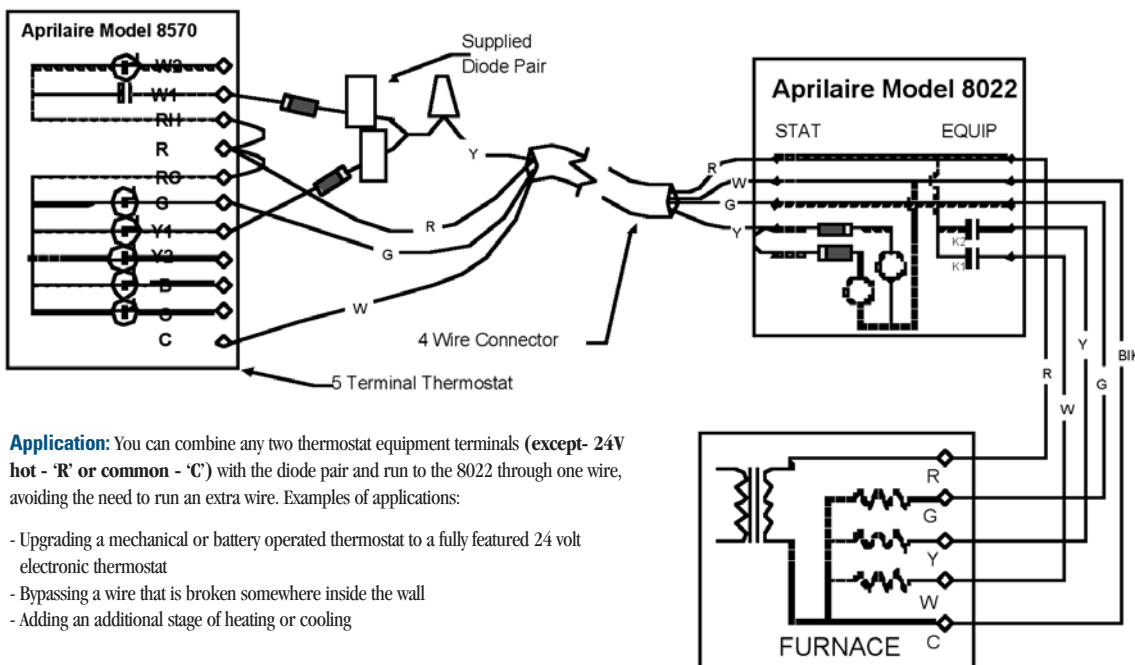 Aprilaire Model 8570
W2
W1
RH
R
RC
G
Y1
Y2
B
O
C
Supplied
Diode Pair
Y
R
G
W
4 Wire Connector
5 Terminal Thermostat
Aprilaire Model 8022
STAT
EQUIP
R
W
G
Y
K2
K1
Y
Blk
R
G
W
R
G
Y
W
C
FURNACE
Application: You can combine any two thermostat equipment terminals (except- 24V
hot - ‘R’ or common - ‘C’) with the diode pair and run to the 8022 through one wire,
avoiding the need to run an extra wire. Examples of applications:
- Upgrading a mechanical or battery operated thermostat to a fully featured 24 volt
electronic thermostat
- Bypassing a wire that is broken somewhere inside the wall
- Adding an additional stage of heating or cooling